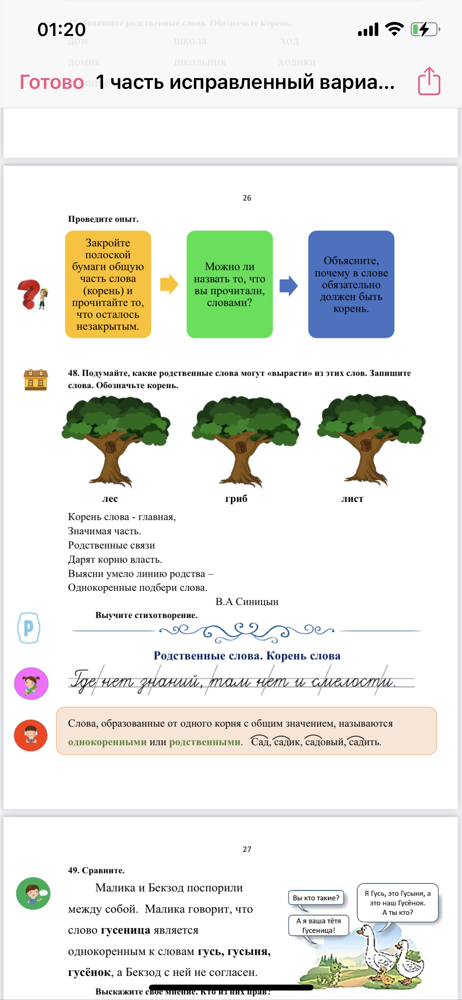 47. Запишите родственные слова. Обозначьте корень.
01:20
дом школа ход
домик школьник ходики
Готово 1 часть исправленный вариа...
26
Проведите опыт.
Закройте
полоской
бумаги общую
часть слова
(корень) и
прочитайте то,
что осталось
незакрытым.
Можно ли
назвать то, что
вы прочитали,
словами?
Объясните,
почему в слове
обязательно
должен быть
корень.
48. Подумайте, какие родственные слова могут «вырасти» из этих слов. Запишите
слова. Обозначьте корень.
лес гриб лист
Корень слова - главная,
Значимая часть.
Родственные связи
Дарят корню власть.
Выясни умело линию родства –
Однокоренные подбери слова.
В.А Синицын
Р
Выучите стихотворение.
Родственные слова. Корень слова
Где нет знаний, там нет и смелости.
Слова, образованные от одного корня с общим значением, называются
однокоренными или родственными. Сад, садик, садовый, садить.
27
49. Сравните.
Малика и Бекзод поспорили
между собой. Малика говорит, что
слово гусеница является
однокоренным к словам гусь, гусыня,
гусёнок, а Бекзод с ней не согласен.
Вы кто такие?
Я Гусь, это Гусыня, а
это наш Гусёнок.
А ты кто?
А я ваша тётя
Гусеница!
Выскажите свое мнение. Кто из них прав?